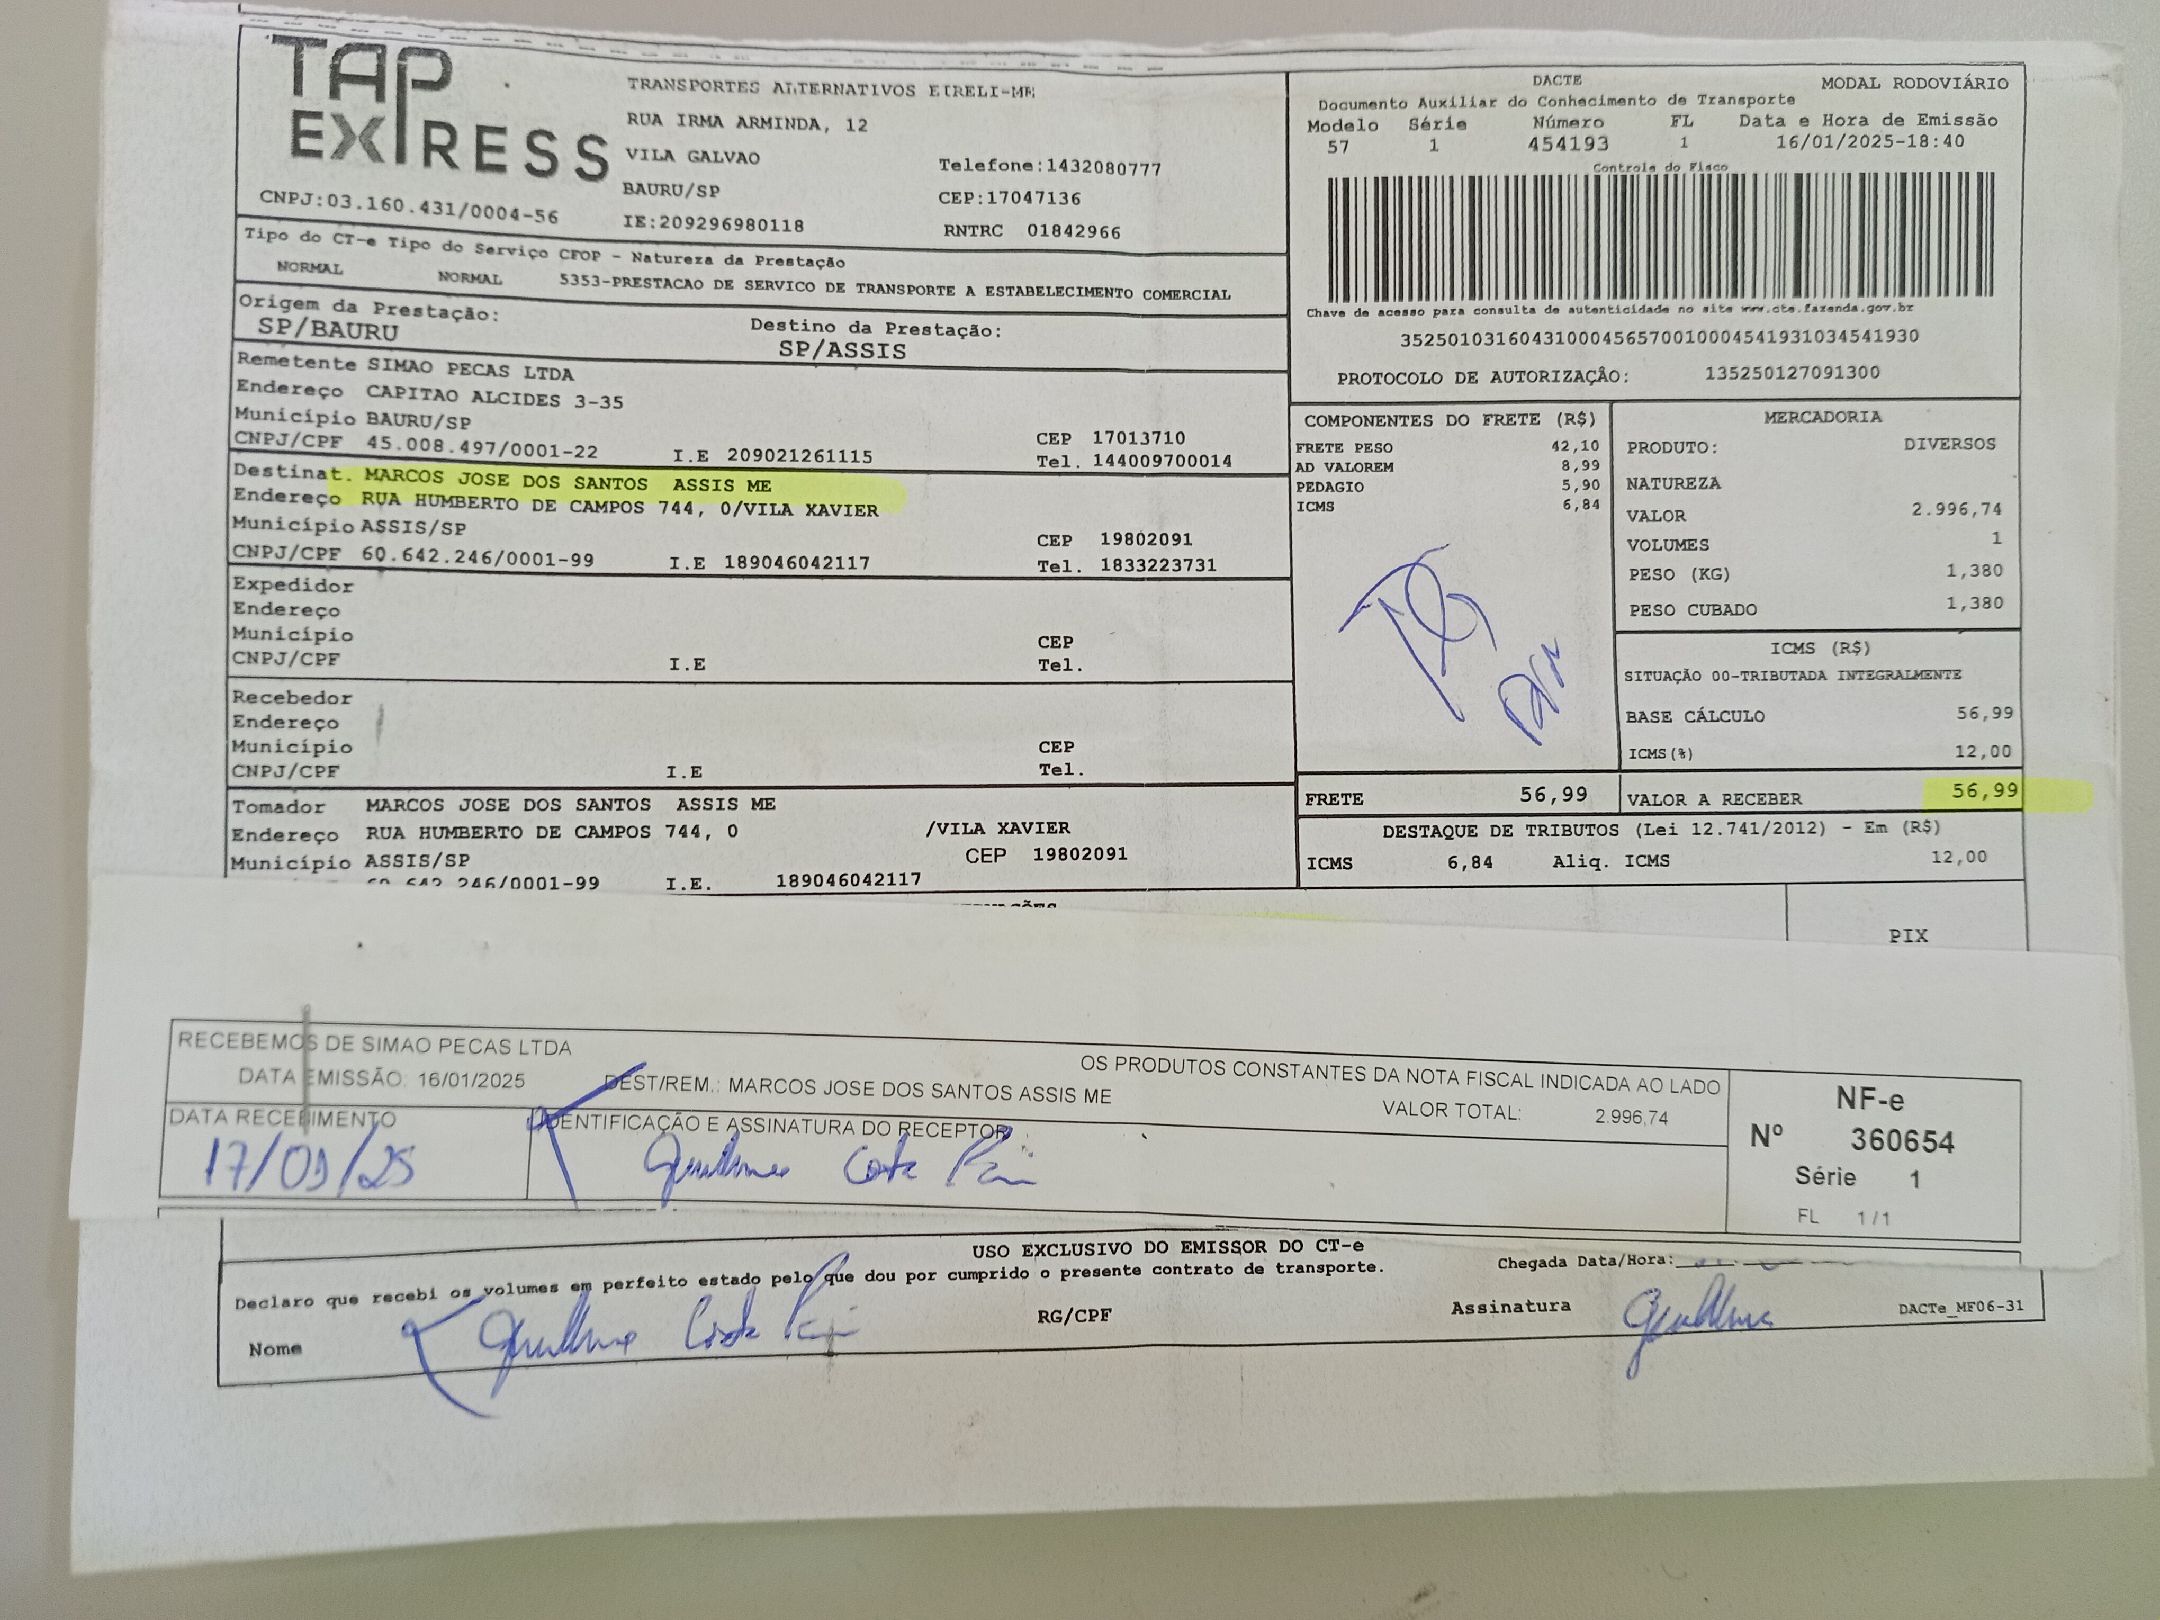 TAP EXPRESS
TRANSPORTES ALTERNATIVOS EIRELI-ME
RUA IRMA ARMINDA, 12
VILA GALVAO Telefone:1432080777
BAURU/SP CEP:17047136
CNPJ:03.160.431/0004-56 IE:209296980118 RNTRC 01842966
DACTE MODAL RODOVIÁRIO
Documento Auxiliar do Conhecimento de Transporte
Modelo Série Número FL Data e Hora de Emissão
57 1 454193 1 16/01/2025-18:40
Controle do Fisco
Chave de acesso para consulta de autenticidade no site www.cte.fazenda.gov.br
35250103160431000456570010004541931034541930
PROTOCOLO DE AUTORIZAÇÂO: 135250127091300
Tipo do CT-e Tipo do Serviço CFOP - Natureza da Prestação
NORMAL NORMAL 5353-PRESTACAO DE SERVICO DE TRANSPORTE A ESTABELECIMENTO COMERCIAL
Origem da Prestação: Destino da Prestação:
SP/BAURU SP/ASSIS
Remetente SIMAO PECAS LTDA
Endereço CAPITAO ALCIDES 3-35
Município BAURU/SP CEP 17013710
CNPJ/CPF 45.008.497/0001-22 I.E 209021261115 Tel. 144009700014
Destinat. MARCOS JOSE DOS SANTOS ASSIS ME
Endereço RUA HUMBERTO DE CAMPOS 744, 0/VILA XAVIER
Município ASSIS/SP CEP 19802091
CNPJ/CPF 60.642.246/0001-99 I.E 189046042117 Tel. 1833223731
Expedidor
Endereço
Município CEP
CNPJ/CPF I.E Tel.
Recebedor
Endereço
Município CEP
CNPJ/CPF I.E Tel.
Tomador MARCOS JOSE DOS SANTOS ASSIS ME
Endereço RUA HUMBERTO DE CAMPOS 744, 0 /VILA XAVIER
Município ASSIS/SP CEP 19802091
60.642.246/0001-99 I.E. 189046042117
COMPONENTES DO FRETE (R$)
FRETE PESO 42,10
AD VALOREM 8,99
PEDAGIO 5,90
ICMS 6,84
MERCADORIA
PRODUTO: DIVERSOS
NATUREZA
VALOR 2.996,74
VOLUMES 1
PESO (KG) 1,380
PESO CUBADO 1,380
ICMS (R$)
SITUAÇÃO 00-TRIBUTADA INTEGRALMENTE
BASE CÁLCULO 56,99
ICMS(%) 12,00
FRETE 56,99 VALOR A RECEBER 56,99
DESTAQUE DE TRIBUTOS (Lei 12.741/2012) - Em (R$)
ICMS 6,84 Aliq. ICMS 12,00
PIX
RECEBEMOS DE SIMAO PECAS LTDA OS PRODUTOS CONSTANTES DA NOTA FISCAL INDICADA AO LADO
DATA EMISSÃO: 16/01/2025 DEST/REM.: MARCOS JOSE DOS SANTOS ASSIS ME VALOR TOTAL: 2.996,74
DATA RECEBIMENTO IDENTIFICAÇÃO E ASSINATURA DO RECEPTOR
17/01/25 Guilherme Costa
NF-e
Nº 360654
Série 1
FL 1/1
USO EXCLUSIVO DO EMISSOR DO CT-e
Declaro que recebi os volumes em perfeito estado pelo que dou por cumprido o presente contrato de transporte. Chegada Data/Hora:
Nome Guilherme Costa RG/CPF Assinatura Guilherme DACTe_MF06-31